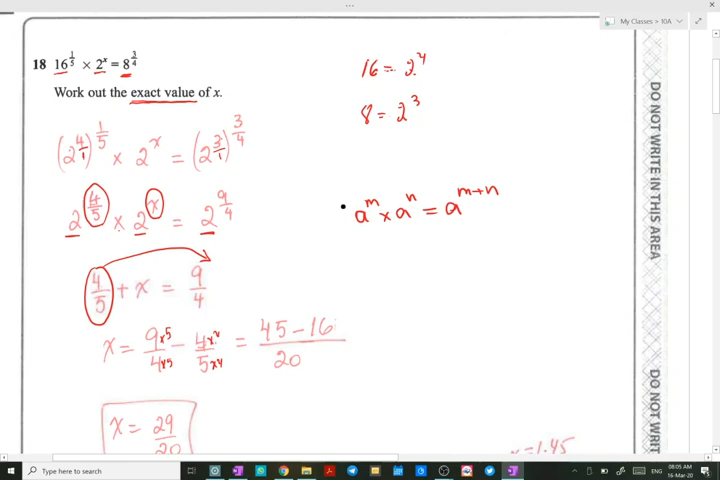 My Classes > 10A
18 16^(1/5) × 2^x = 8^(3/4)
Work out the exact value of x.
16 = 2^4
8 = 2^3
(2^(4/1))^(1/5) × 2^x = (2^(3/1))^(3/4)
2^(4/5) × 2^x = 2^(9/4)
a^m × a^n = a^(m+n)
4/5 + x = 9/4
x = 9×5/4×5 − 4×4/5×4 = (45 − 16)/20
x = 29/20
x = 1.45
DO NOT WRITE IN THIS AREA
DO NOT WRIT
Type here to search
ENG
08:05 AM
16-Mar-20